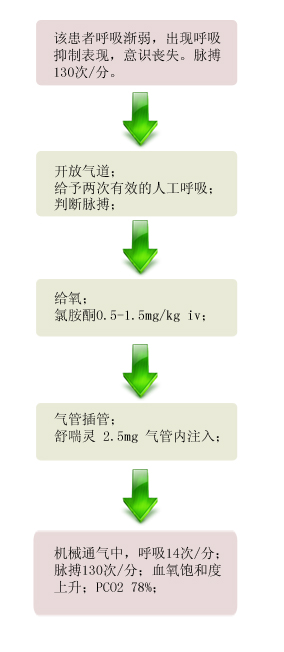 该患者呼吸渐弱，出现呼吸
抑制表现，意识丧失。脉搏
130次/分。
开放气道；
给予两次有效的人工呼吸；
判断脉搏；
给氧；
氯胺酮0.5-1.5mg/kg iv；
气管插管；
舒喘灵 2.5mg 气管内注入；
机械通气中，呼吸14次/分；
脉搏130次/分；血氧饱和度
上升；PCO2 78%；